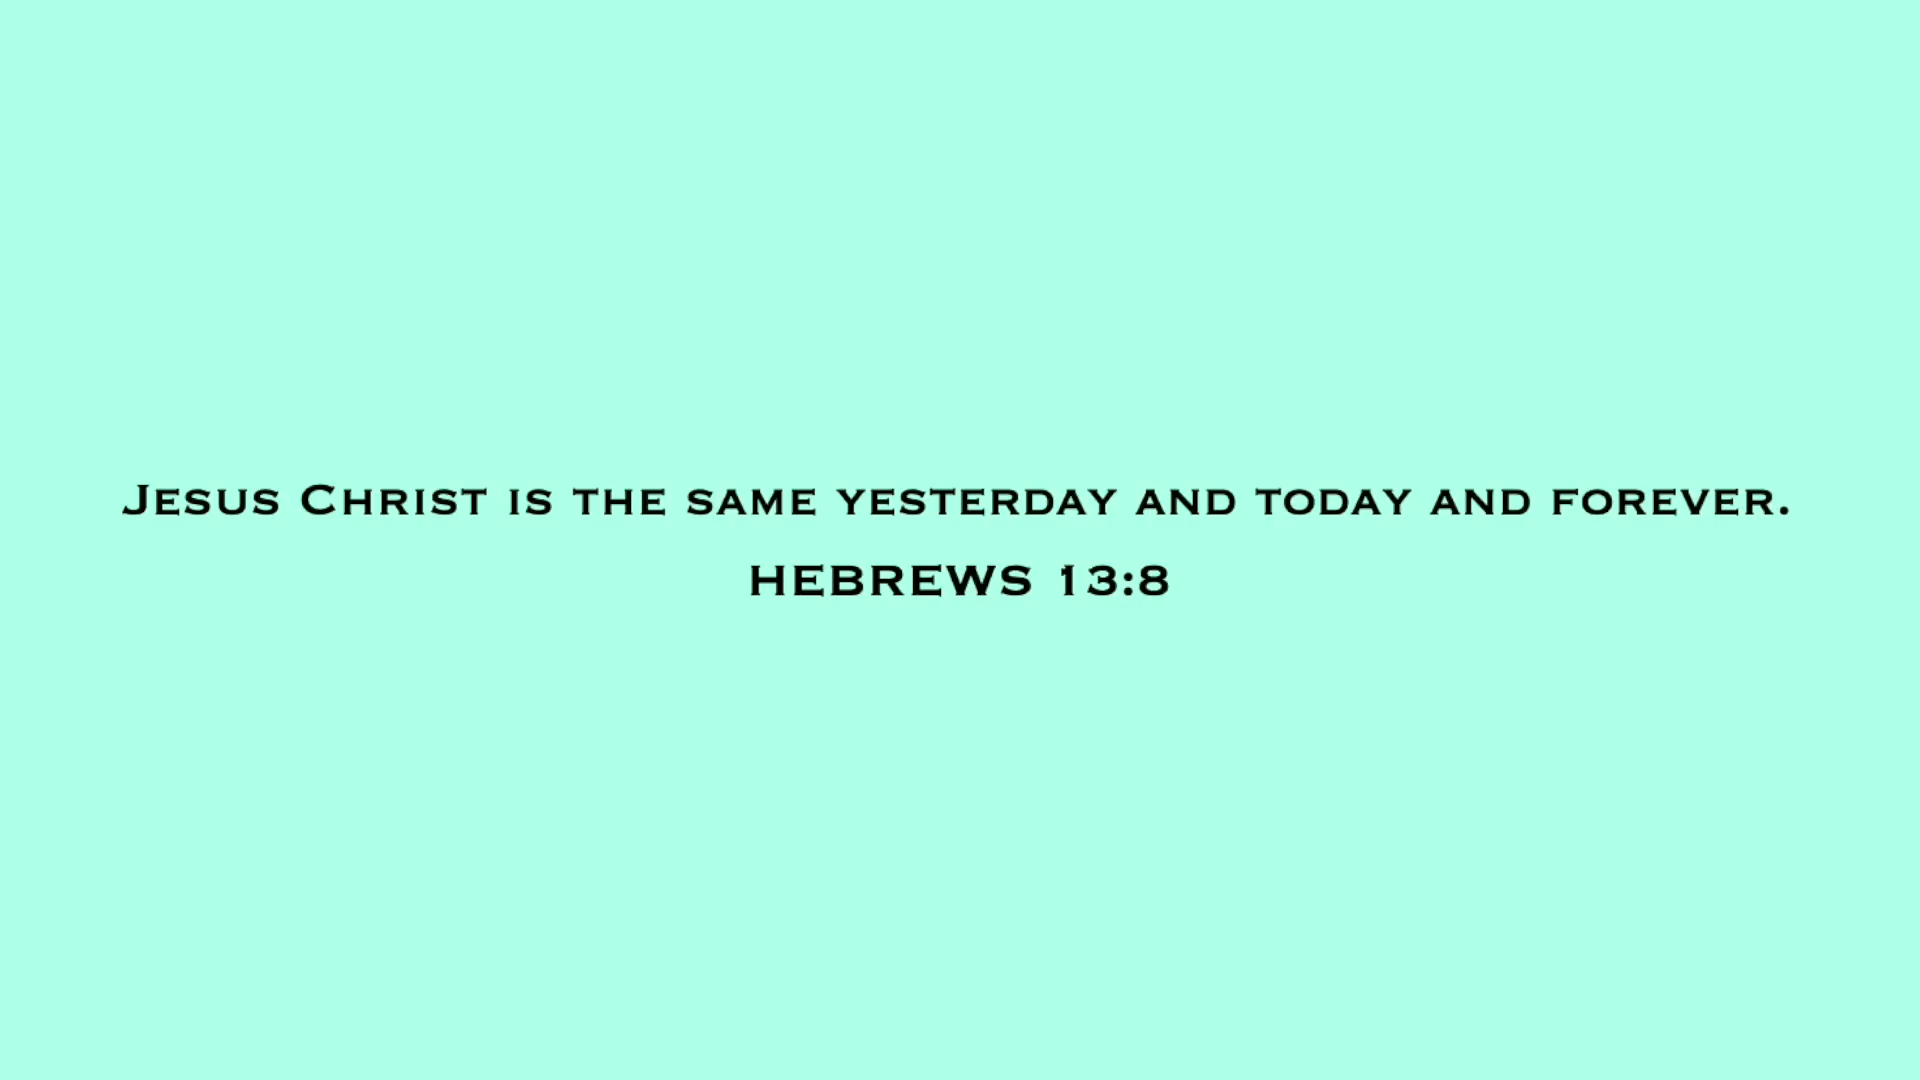 Jesus Christ is the same yesterday and today and forever.
HEBREWS 13:8